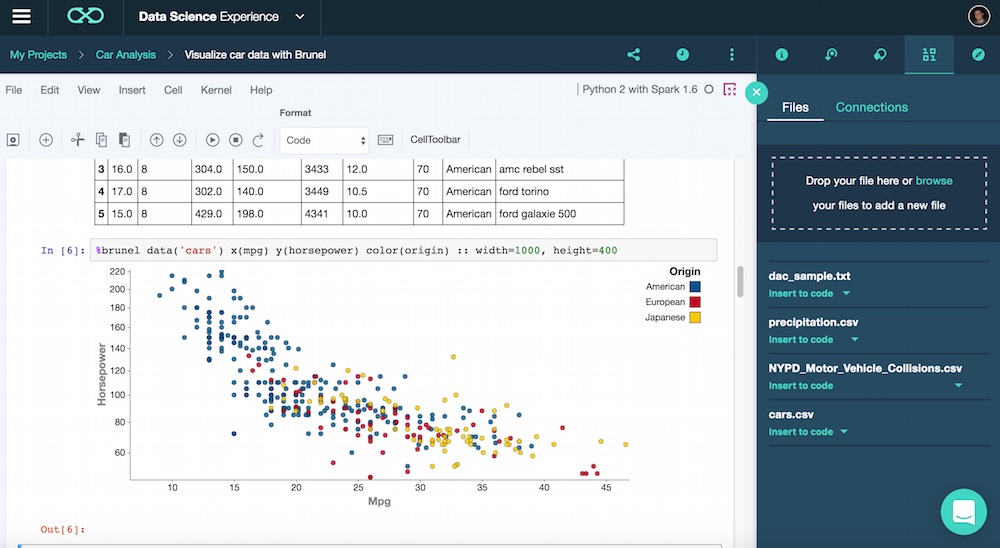 Data Science Experience
My Projects > Car Analysis > Visualize car data with Brunel
File Edit View Insert Cell Kernel Help
Python 2 with Spark 1.6
Format
Code
CellToolbar
3 16.0 8 304.0 150.0 3433 12.0 70 American amc rebel sst
4 17.0 8 302.0 140.0 3449 10.5 70 American ford torino
5 15.0 8 429.0 198.0 4341 10.0 70 American ford galaxie 500
In [6]: %brunel data('cars') x(mpg) y(horsepower) color(origin) :: width=1000, height=400
Origin
American
European
Japanese
Horsepower
220
200
180
160
140
120
100
80
60
10 15 20 25 30 35 40 45
Mpg
Out[6]:
Files Connections
Drop your file here or browse
your files to add a new file
dac_sample.txt
Insert to code
precipitation.csv
Insert to code
NYPD_Motor_Vehicle_Collisions.csv
Insert to code
cars.csv
Insert to code